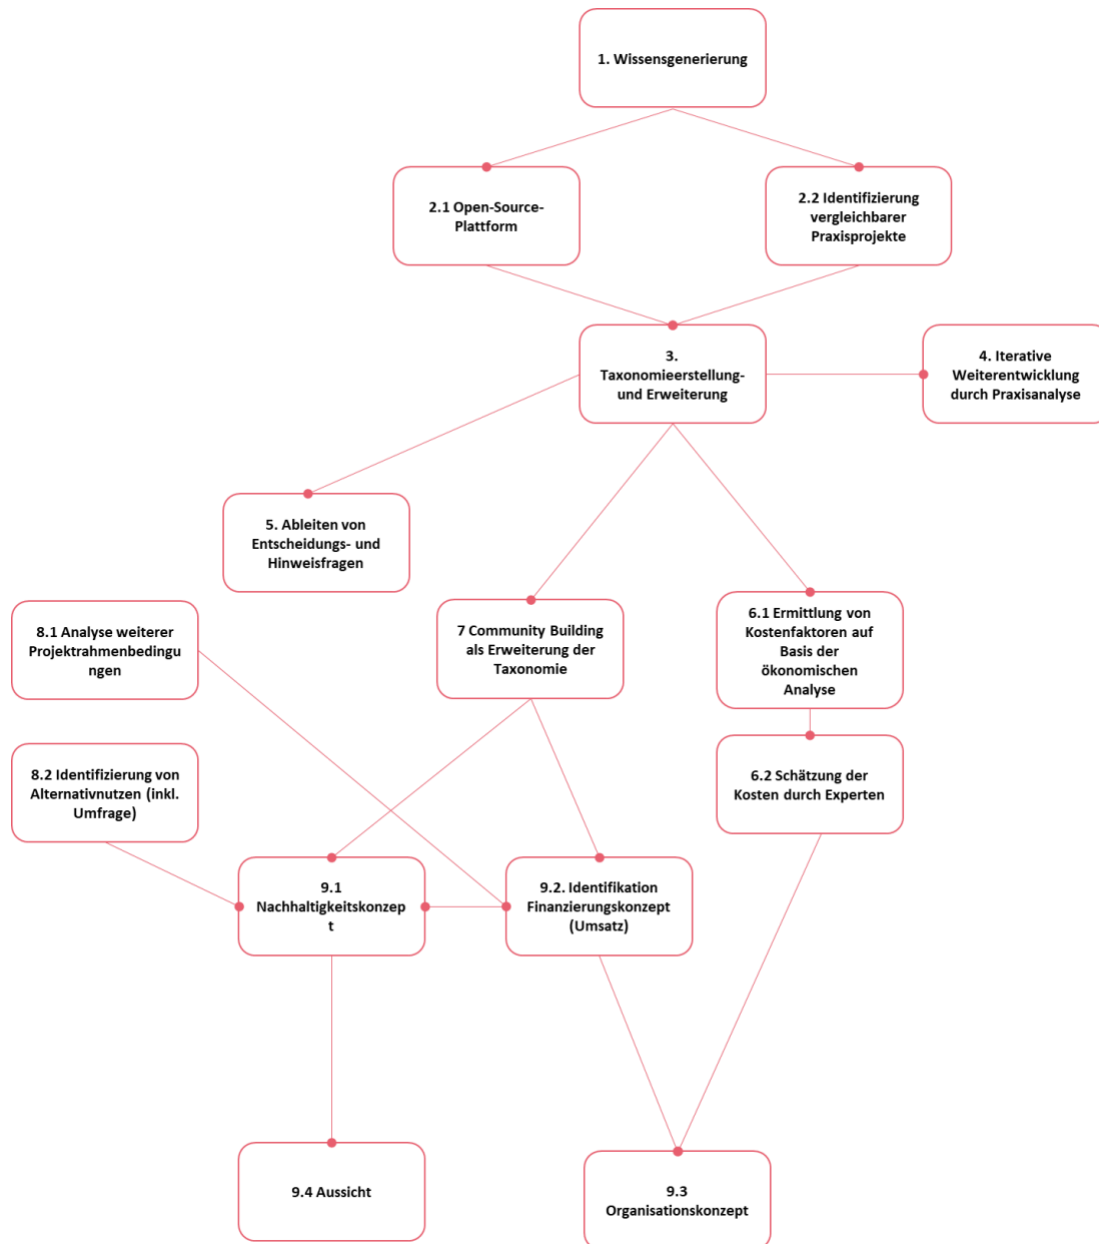 1. Wissensgenerierung
2.1 Open-Source-
Plattform
2.2 Identifizierung
vergleichbarer
Praxisprojekte
3.
Taxonomieerstellung-
und Erweiterung
4. Iterative
Weiterentwicklung
durch Praxisanalyse
5. Ableiten von
Entscheidungs- und
Hinweisfragen
8.1 Analyse weiterer
Projektrahmenbedingu
ngen
7 Community Building
als Erweiterung der
Taxonomie
6.1 Ermittlung von
Kostenfaktoren auf
Basis der
ökonomischen
Analyse
8.2 Identifizierung von
Alternativnutzen (inkl.
Umfrage)
6.2 Schätzung der
Kosten durch Experten
9.1
Nachhaltigkeitskonzep
t
9.2. Identifikation
Finanzierungskonzept
(Umsatz)
9.4 Aussicht
9.3
Organisationskonzept